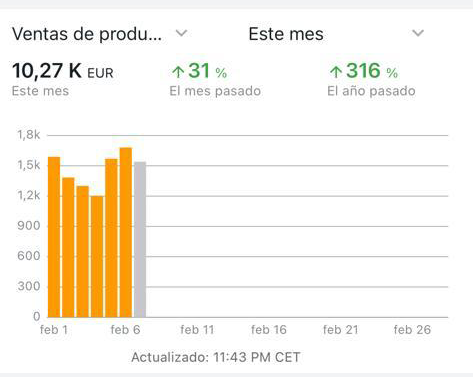 Ventas de produ... Este mes
10,27 K EUR ↑31 % ↑316 %
Este mes El mes pasado El año pasado
1,8k
1,5k
1,2k
900
600
300
0
feb 1 feb 6 feb 11 feb 16 feb 21 feb 26
Actualizado: 11:43 PM CET